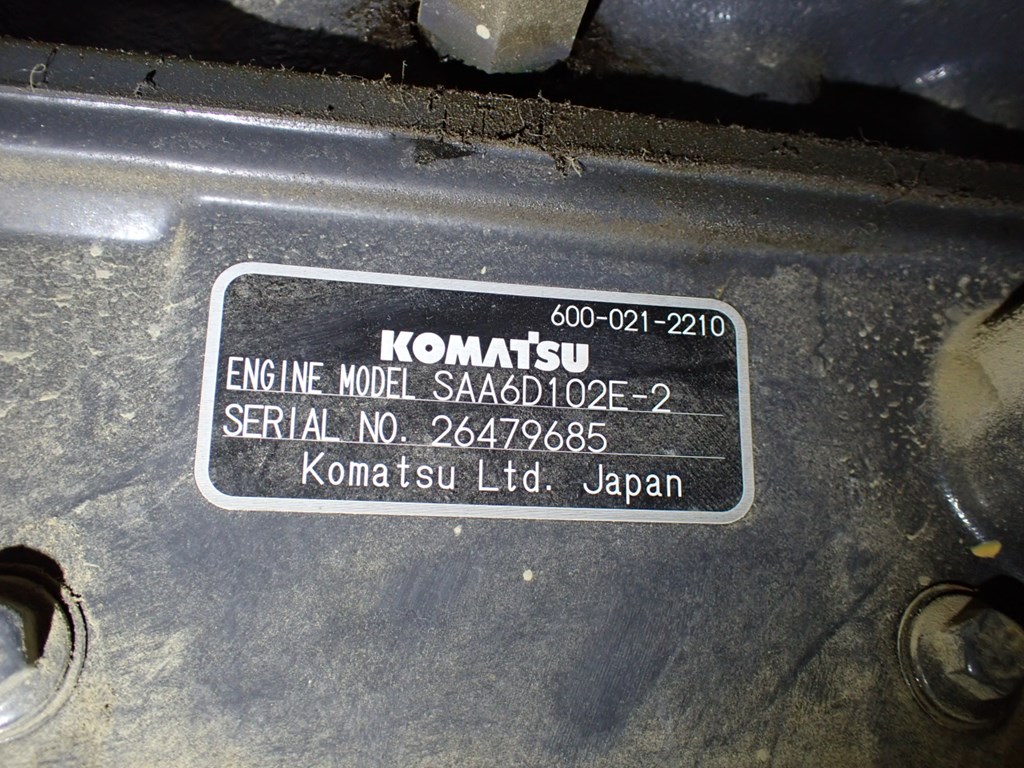 600-021-2210
KOMATSU
ENGINE MODEL SAA6D102E-2
SERIAL NO. 26479685
Komatsu Ltd. Japan